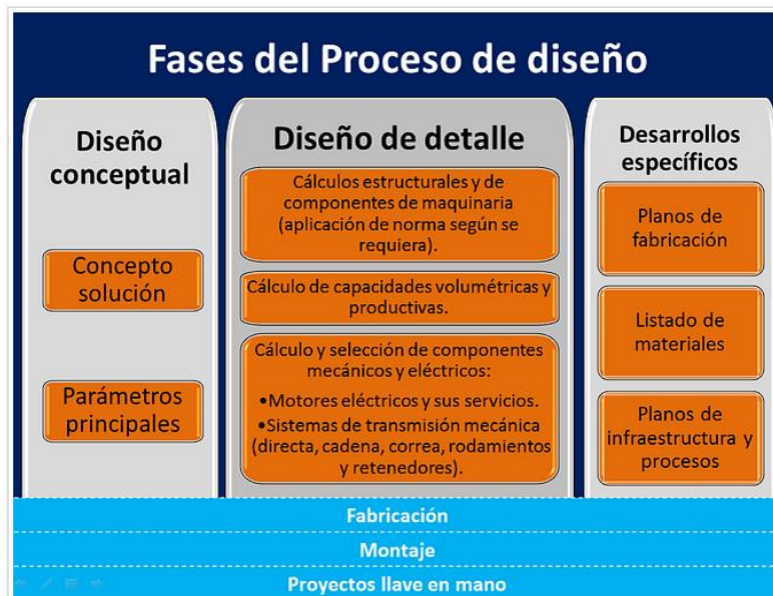 Fases del Proceso de diseño
Diseño
conceptual
Concepto
solución
Parámetros
principales
Diseño de detalle
Cálculos estructurales y de
componentes de maquinaria
(aplicación de norma según se
requiera).
Cálculo de capacidades volumétricas y
productivas.
Cálculo y selección de componentes
mecánicos y eléctricos:
•Motores eléctricos y sus servicios.
•Sistemas de transmisión mecánica
(directa, cadena, correa, rodamientos
y retenedores).
Desarrollos
específicos
Planos de
fabricación
Listado de
materiales
Planos de
infraestructura y
procesos
Fabricación
Montaje
Proyectos llave en mano